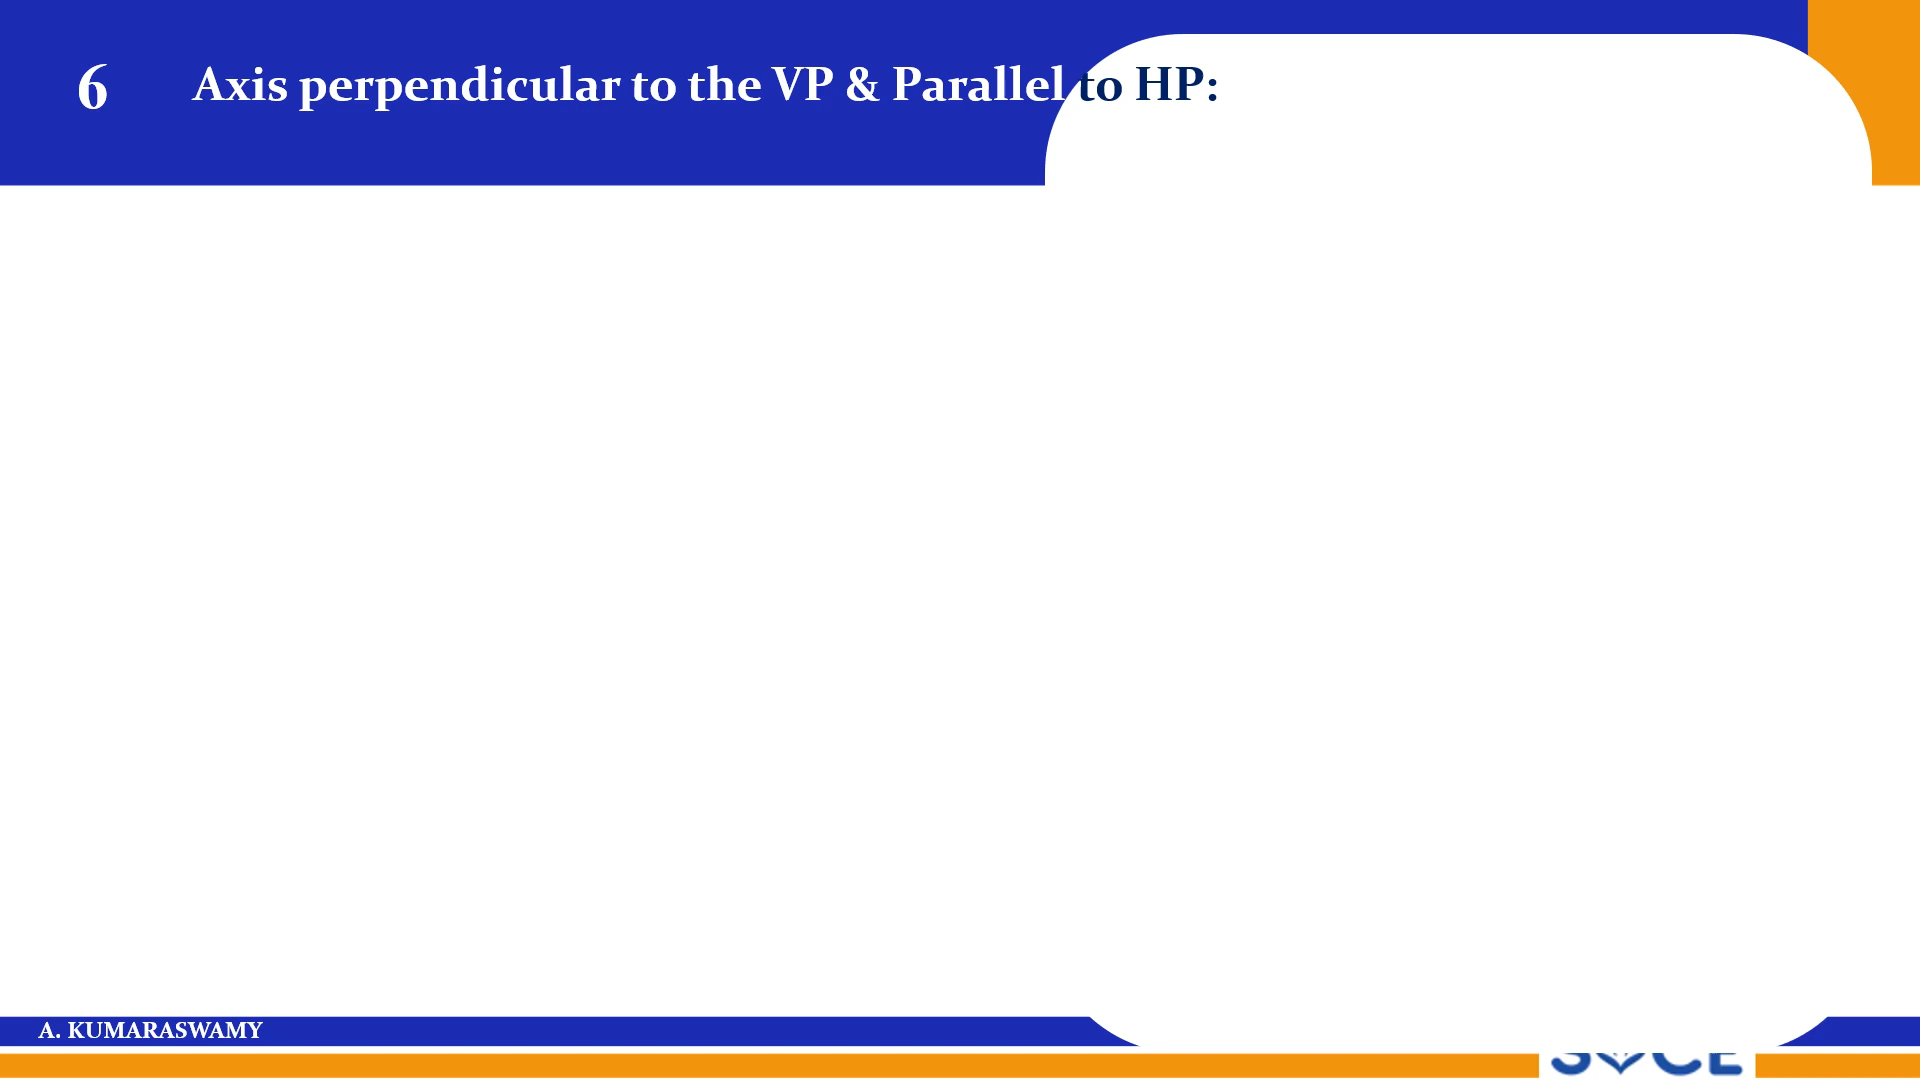 6
Axis perpendicular to the VP & Parallel to HP:
A. KUMARASWAMY